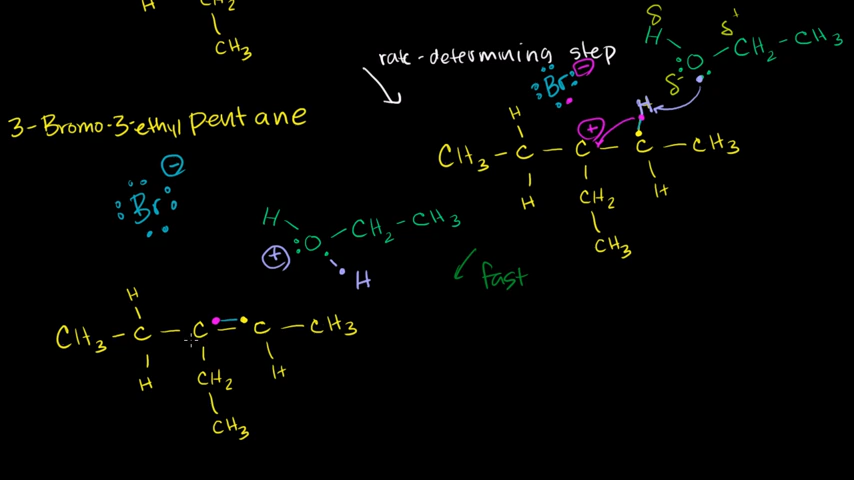 H
CH2
CH3
rate-determining step
δ
H
δ+
O
CH2 - CH3
δ-
Br -
H
3-Bromo-3-ethyl pentane
H
+
CH3 - C - C - C - CH3
H
H
CH2
CH3
Br -
H
O
CH2 - CH3
+
H
fast
H
CH3 - C - C = C - CH3
H
H
CH2
CH3